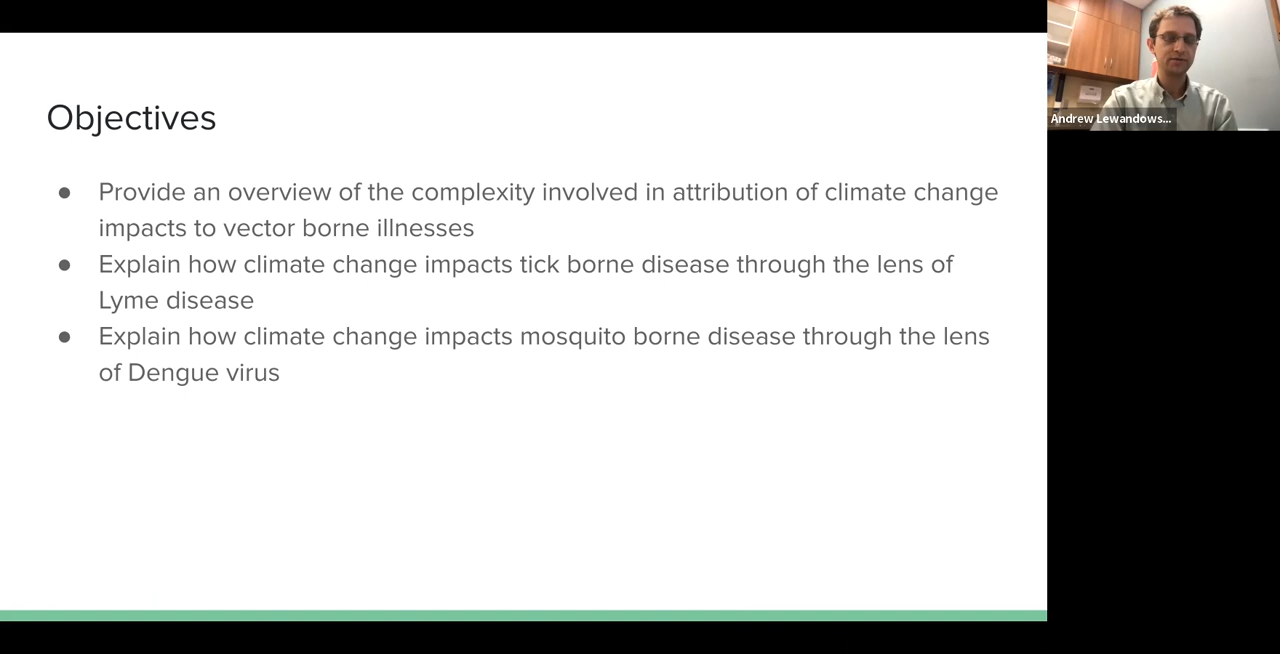 Objectives
● Provide an overview of the complexity involved in attribution of climate change
impacts to vector borne illnesses
● Explain how climate change impacts tick borne disease through the lens of
Lyme disease
● Explain how climate change impacts mosquito borne disease through the lens
of Dengue virus
Andrew Lewandows...